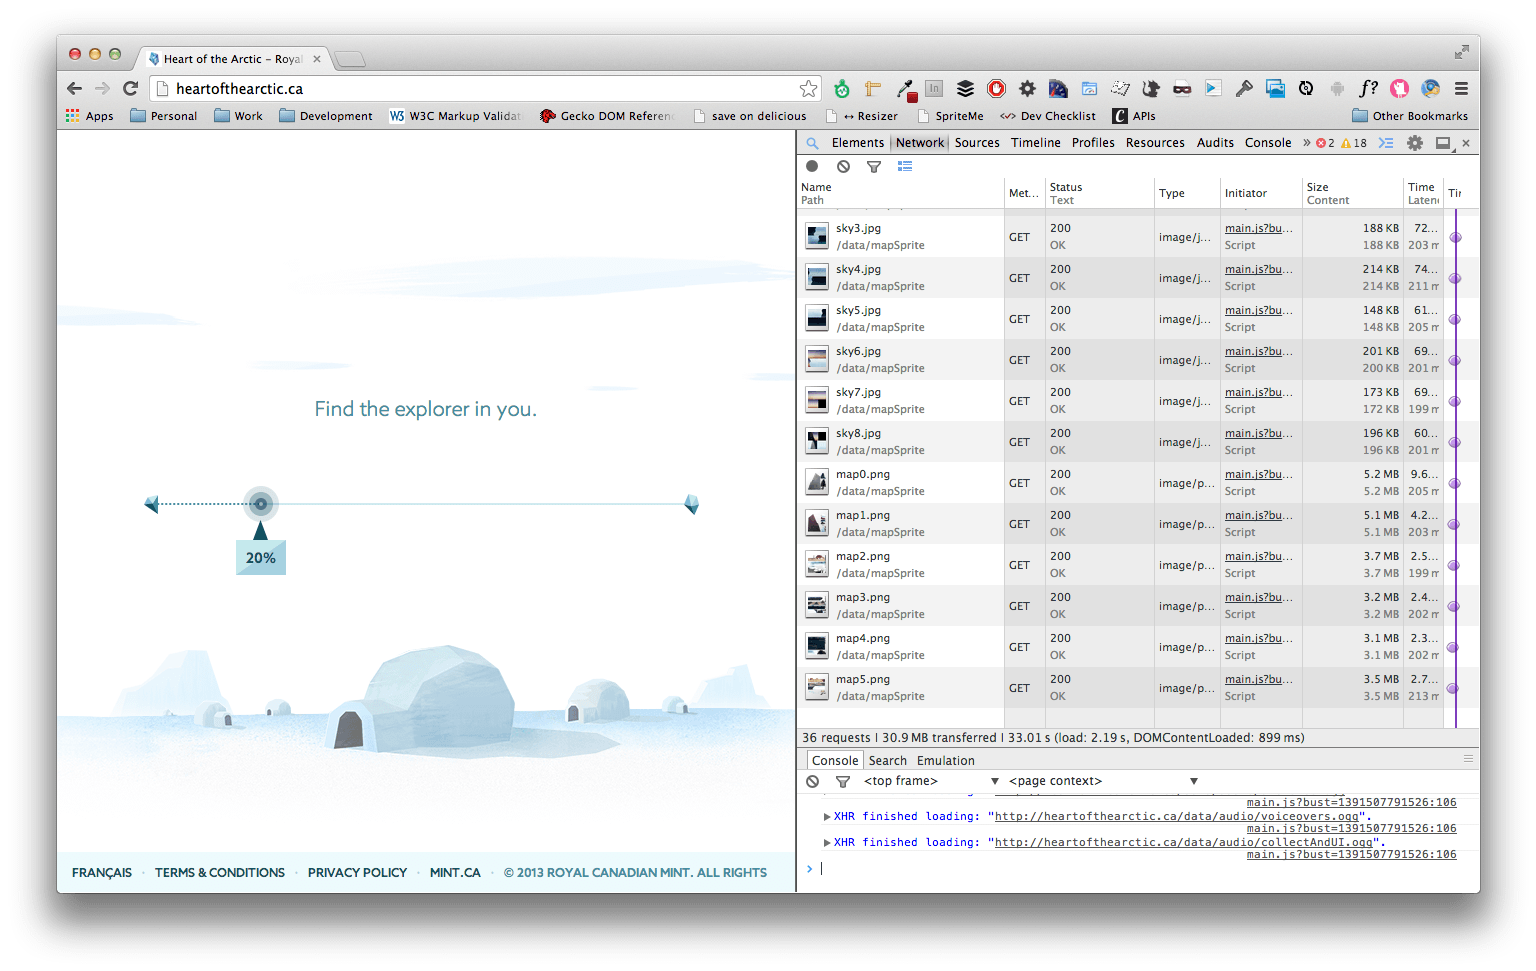 Heart of the Arctic – Roya
heartofthearctic.ca
f?
Apps Personal Work Development W3C Markup Validat Gecko DOM Referenc save on delicious ↔ Resizer SpriteMe <•> Dev Checklist APIs Other Bookmarks
Elements Network Sources Timeline Profiles Resources Audits Console » 2 18
Name Path Met... Status Text Type Initiator Size Content Time Laten
sky3.jpg /data/mapSprite GET 200 OK image/j... main.js?bu... Script 188 KB 188 KB 72... 203 m
sky4.jpg /data/mapSprite GET 200 OK image/j... main.js?bu... Script 214 KB 214 KB 74... 211 m
sky5.jpg /data/mapSprite GET 200 OK image/j... main.js?bu... Script 148 KB 148 KB 61... 205 m
sky6.jpg /data/mapSprite GET 200 OK image/j... main.js?bu... Script 201 KB 200 KB 69... 201 m
sky7.jpg /data/mapSprite GET 200 OK image/j... main.js?bu... Script 173 KB 172 KB 69... 199 m
sky8.jpg /data/mapSprite GET 200 OK image/j... main.js?bu... Script 196 KB 196 KB 60... 201 m
map0.png /data/mapSprite GET 200 OK image/p... main.js?bu... Script 5.2 MB 5.2 MB 9.6... 205 m
map1.png /data/mapSprite GET 200 OK image/p... main.js?bu... Script 5.1 MB 5.1 MB 4.2... 203 m
map2.png /data/mapSprite GET 200 OK image/p... main.js?bu... Script 3.7 MB 3.7 MB 2.5... 199 m
map3.png /data/mapSprite GET 200 OK image/p... main.js?bu... Script 3.2 MB 3.2 MB 2.4... 202 m
map4.png /data/mapSprite GET 200 OK image/p... main.js?bu... Script 3.1 MB 3.1 MB 2.3... 202 m
map5.png /data/mapSprite GET 200 OK image/p... main.js?bu... Script 3.5 MB 3.5 MB 2.7... 213 m
36 requests | 30.9 MB transferred | 33.01 s (load: 2.19 s, DOMContentLoaded: 899 ms)
Console Search Emulation
<top frame> <page context>
main.js?bust=1391507791526:106
XHR finished loading: "http://heartofthearctic.ca/data/audio/voiceovers.ogg".
main.js?bust=1391507791526:106
XHR finished loading: "http://heartofthearctic.ca/data/audio/collectAndUI.ogg".
main.js?bust=1391507791526:106
Find the explorer in you.
20%
FRANÇAIS · TERMS & CONDITIONS · PRIVACY POLICY · MINT.CA · © 2013 ROYAL CANADIAN MINT. ALL RIGHTS